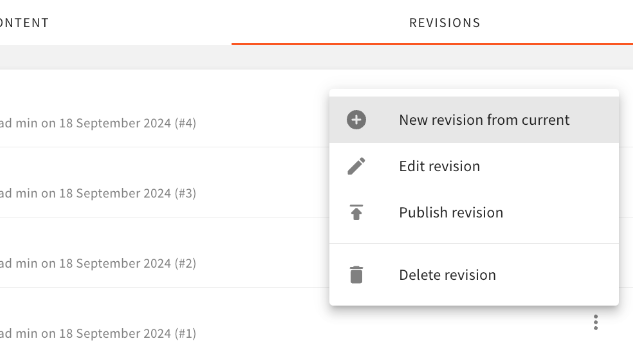 ONTENT
REVISIONS
ad min on 18 September 2024 (#4)
New revision from current
Edit revision
ad min on 18 September 2024 (#3)
Publish revision
ad min on 18 September 2024 (#2)
Delete revision
ad min on 18 September 2024 (#1)